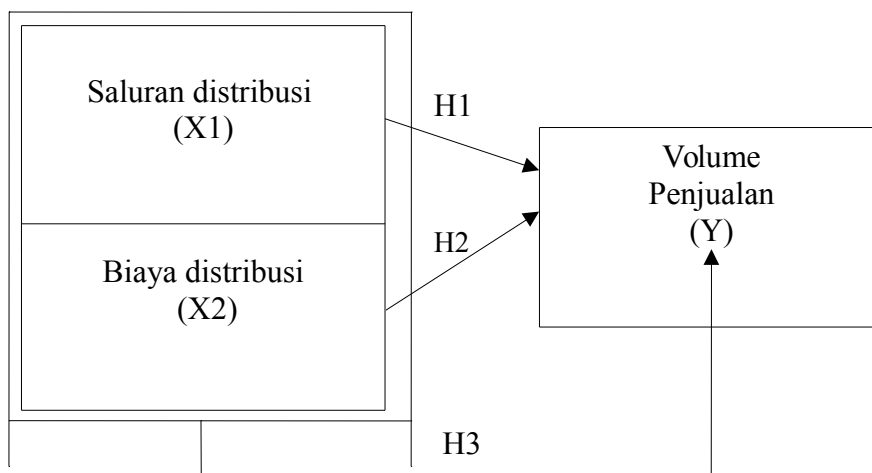 Saluran distribusi
(X1)
H1
Volume
Penjualan
(Y)
H2
Biaya distribusi
(X2)
H3